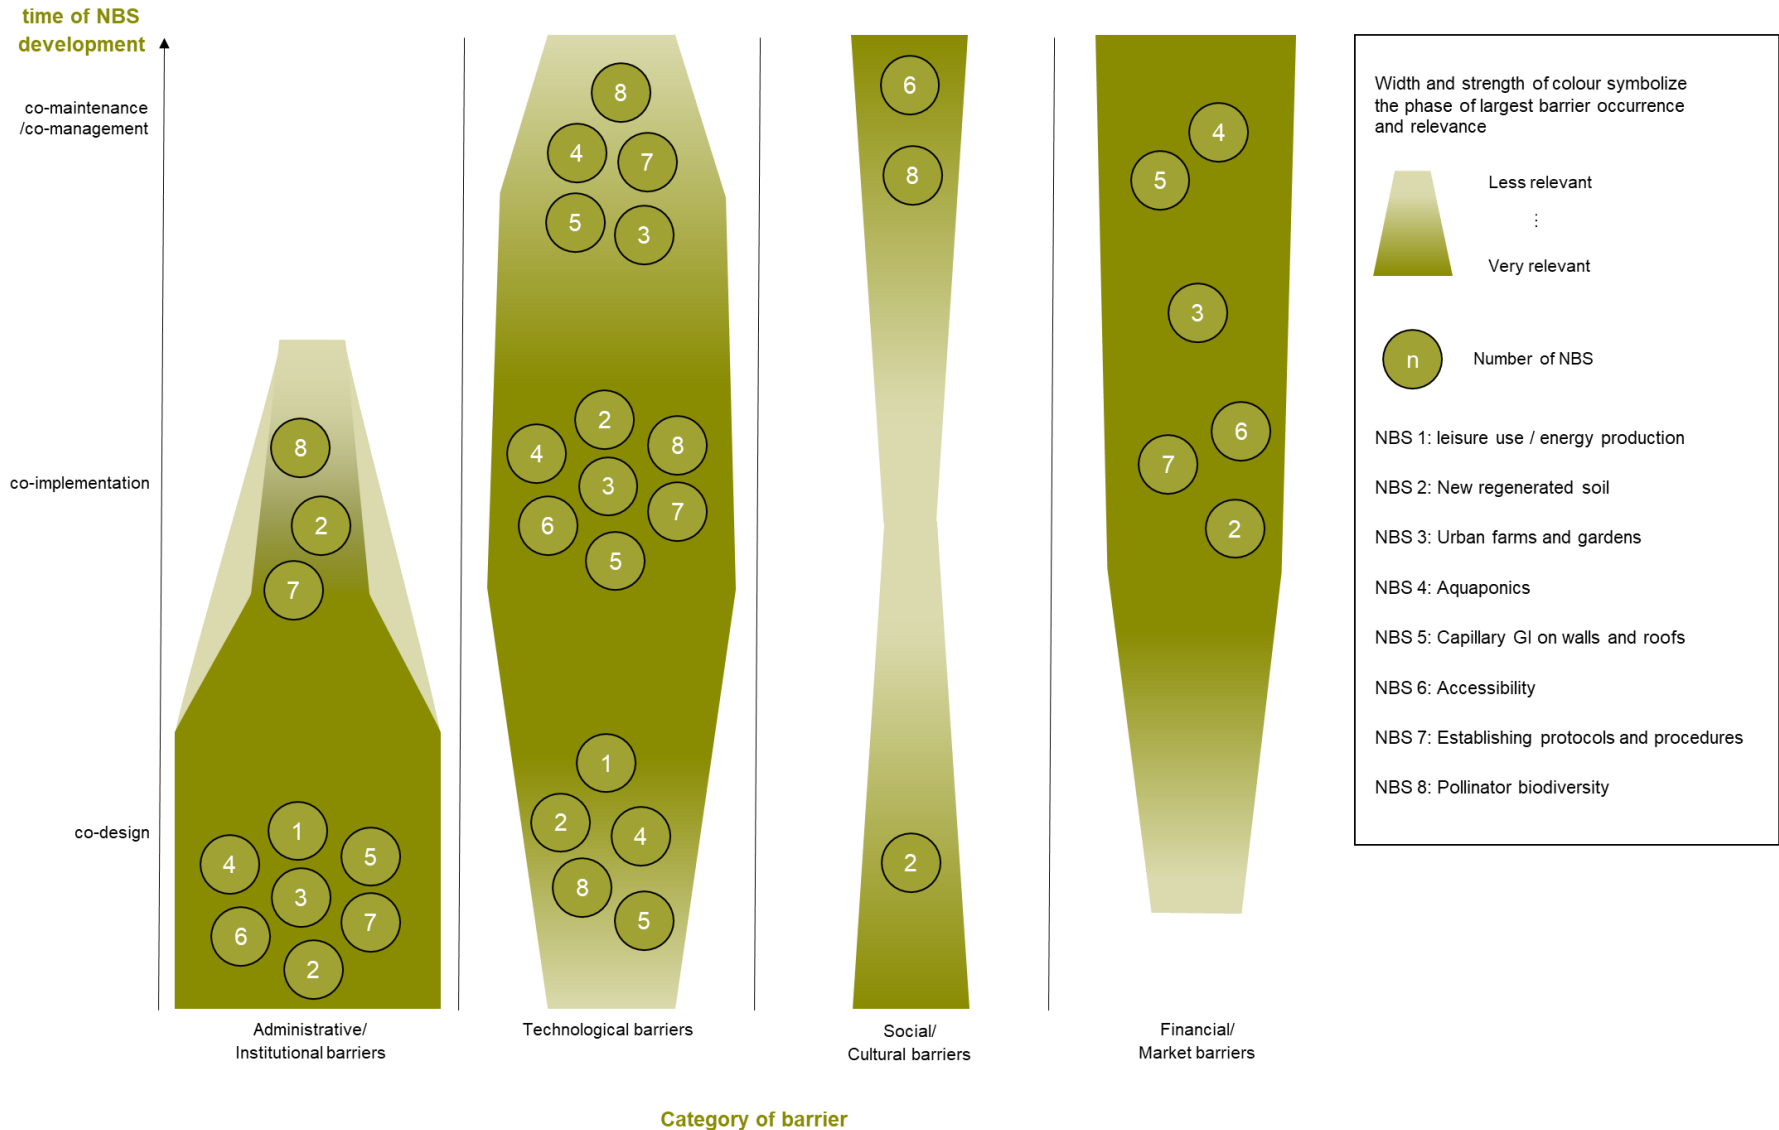 time of NBS
development
co-maintenance
/co-management
co-implementation
co-design
8
2
7
1
4
5
3
6
7
2
8
4
7
5
3
2
4
8
3
6
7
5
1
2
4
8
5
6
8
2
4
5
3
6
7
2
Administrative/
Institutional barriers
Technological barriers
Social/
Cultural barriers
Financial/
Market barriers
Category of barrier
Width and strength of colour symbolize
the phase of largest barrier occurrence
and relevance
Less relevant
⋮
Very relevant
n
Number of NBS
NBS 1: leisure use / energy production
NBS 2: New regenerated soil
NBS 3: Urban farms and gardens
NBS 4: Aquaponics
NBS 5: Capillary GI on walls and roofs
NBS 6: Accessibility
NBS 7: Establishing protocols and procedures
NBS 8: Pollinator biodiversity